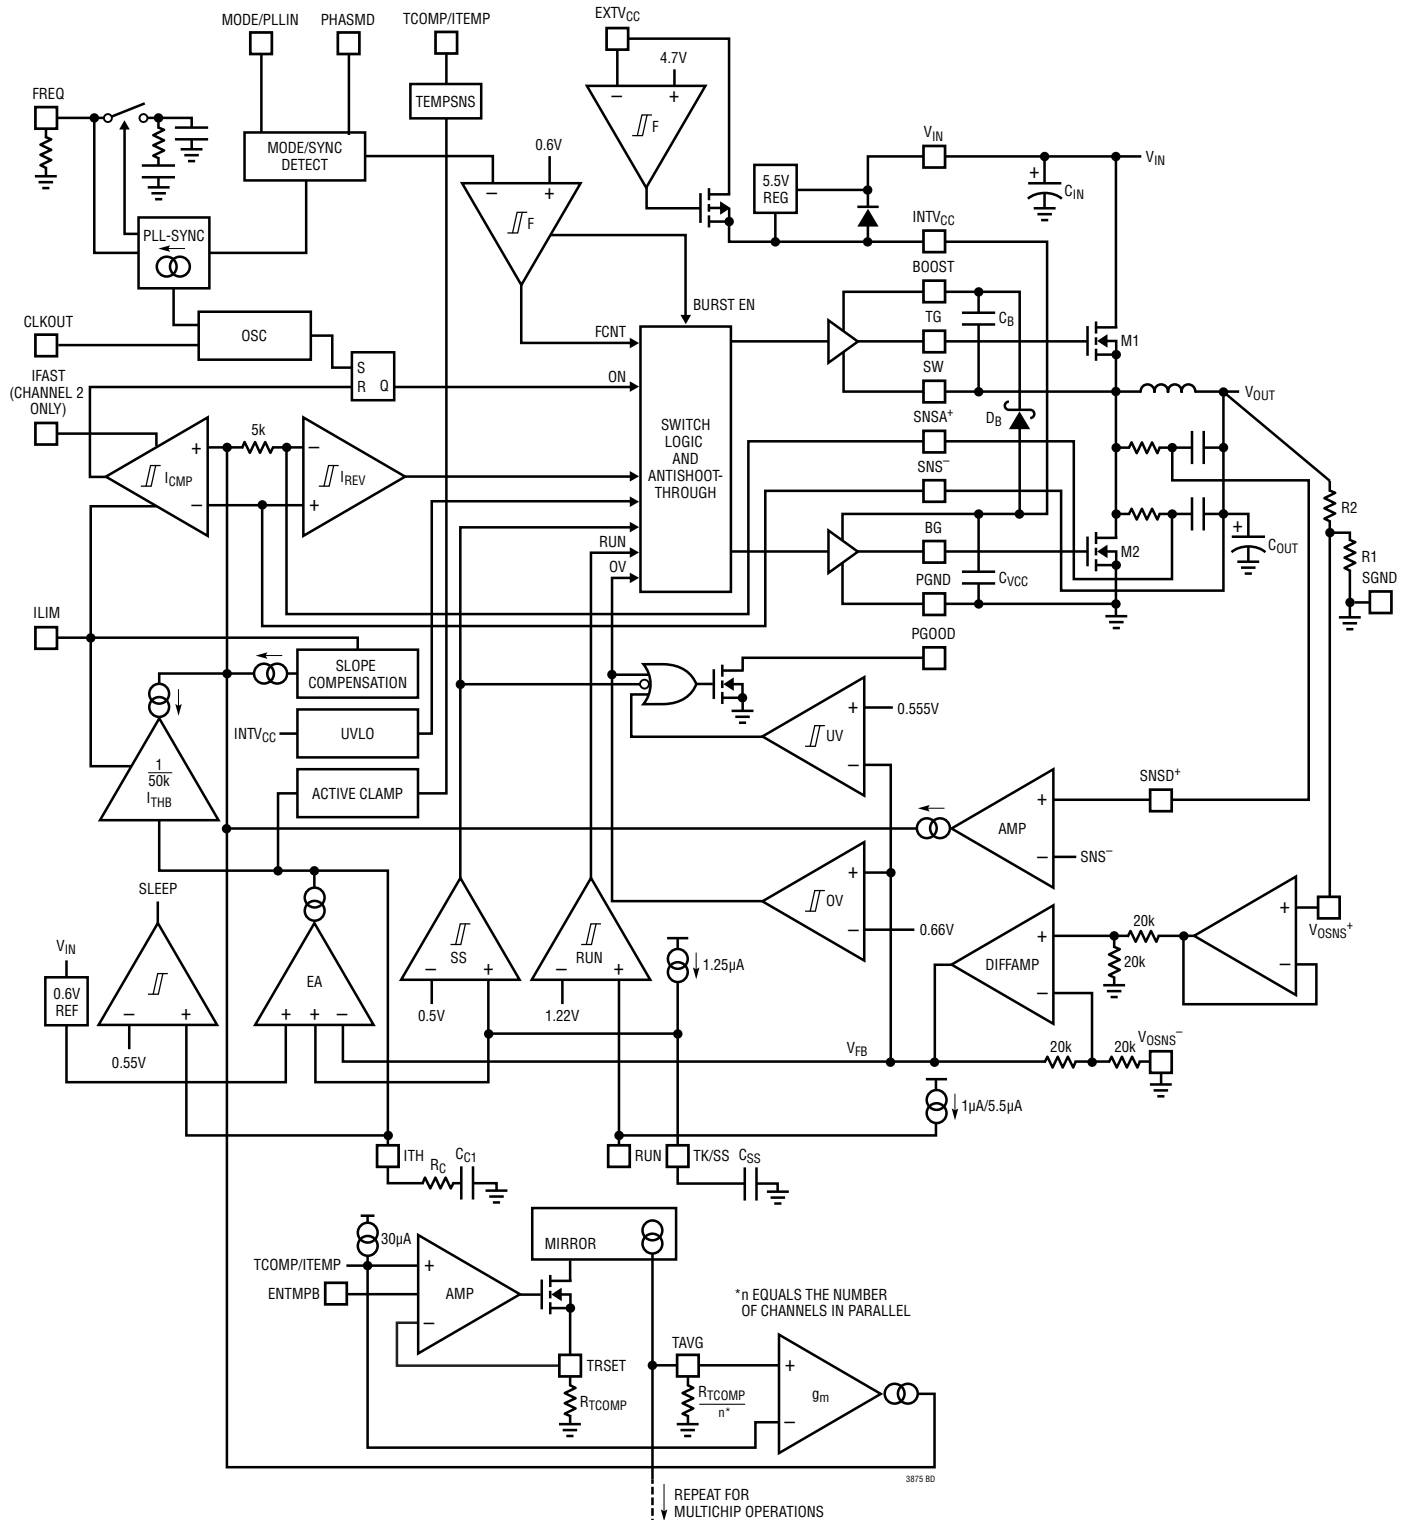 MODE/PLLIN
PHASMD
TCOMP/ITEMP
EXTVCC
4.7V
FREQ
TEMPSNS
– +
F
MODE/SYNC
DETECT
0.6V
VIN
VIN
5.5V
REG
+
CIN
– +
F
PLL-SYNC
INTVCC
BOOST
BURST EN
CLKOUT
OSC
FCNT
TG
CB
M1
IFAST
(CHANNEL 2
ONLY)
S
R Q
ON
SW
VOUT
SNSA+
DB
5k
+
–
ICMP
–
+
IREV
SWITCH
LOGIC
AND
ANTISHOOT-
THROUGH
SNS–
R2
BG
+
COUT
RUN
OV
M2
R1
PGND
CVCC
SGND
ILIM
PGOOD
SLOPE
COMPENSATION
+
0.555V
INTVCC
UVLO
UV
–
1
50k
ITHB
ACTIVE CLAMP
SNSD+
+
AMP
–
SNS–
SLEEP
+
OV
–
0.66V
+
VOSNS+
–
VIN
0.6V
REF
– +
0.55V
EA
+ + –
SS
– +
0.5V
RUN
– +
1.22V
1.25µA
+
DIFFAMP
–
20k
20k
VFB
20k
20k
VOSNS–
1µA/5.5µA
ITH
RC
CC1
RUN
TK/SS
CSS
30µA
MIRROR
TCOMP/ITEMP
+
AMP
–
ENTMPB
*n EQUALS THE NUMBER
OF CHANNELS IN PARALLEL
TRSET
TAVG
+
gm
–
RTCOMP
RTCOMP
n*
3875 BD
REPEAT FOR
MULTICHIP OPERATIONS